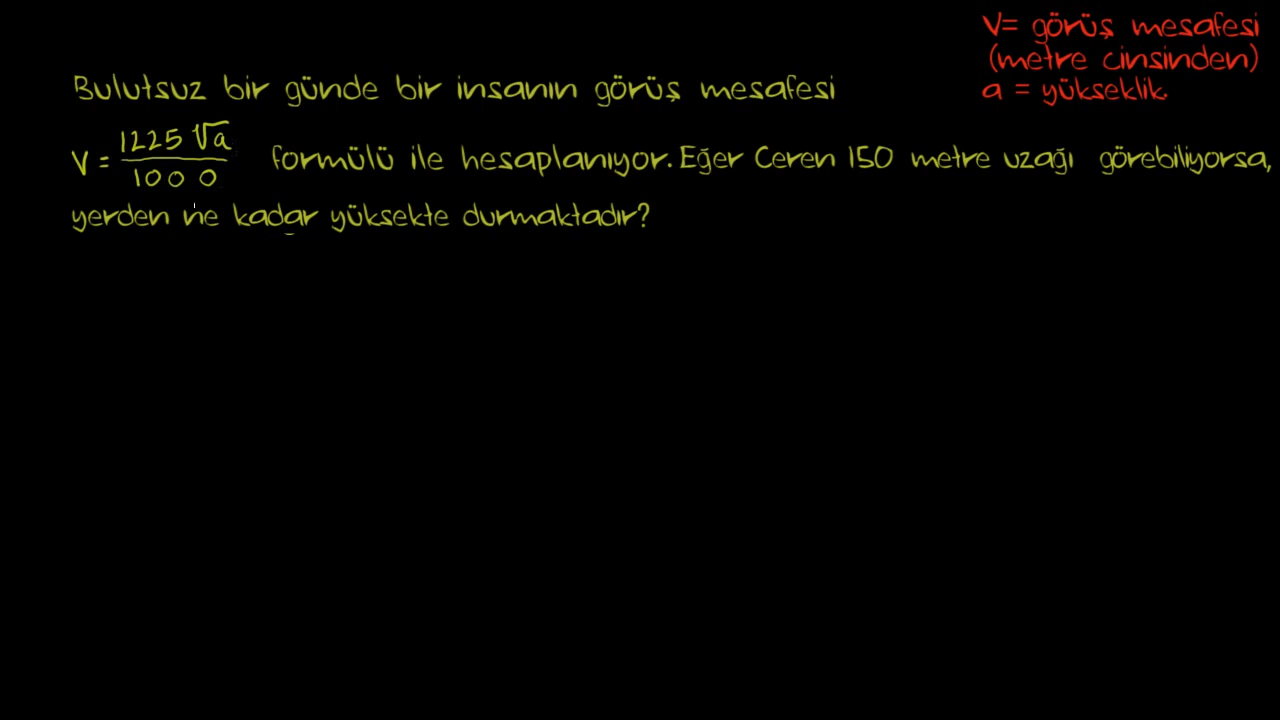 V= görüş mesafesi
(metre cinsinden)
a = yükseklik.
Bulutsuz bir günde bir insanın görüş mesafesi
V = 1225 √a / 1000 formülü ile hesaplanıyor. Eğer Ceren 150 metre uzağı görebiliyorsa,
yerden ne kadar yüksekte durmaktadır?